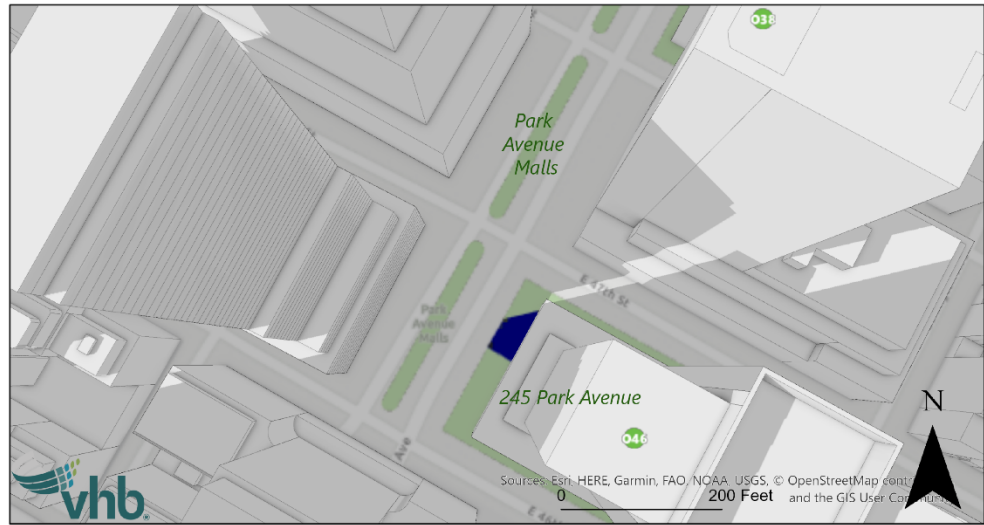 038
Park
Avenue
Malls
E 47th St
Park
Avenue
Malls
245 Park Avenue
N
046
Ave
Sources: Esri, HERE, Garmin, FAO, NOAA, USGS, © OpenStreetMap
0 200 Feet and the GIS User
vhb.